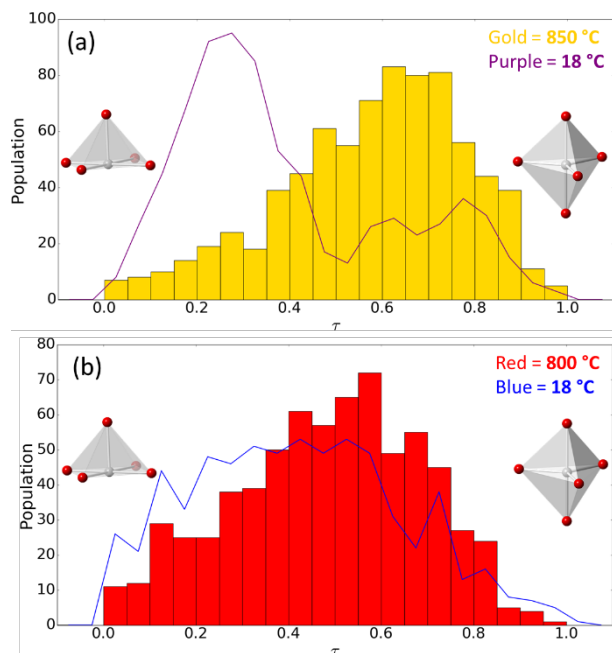 (a)
Gold = 850 °C
Purple = 18 °C
Population
100
80
60
40
20
0
0.0 0.2 0.4 0.6 0.8 1.0
τ
(b)
Red = 800 °C
Blue = 18 °C
Population
80
70
60
50
40
30
20
10
0
0.0 0.2 0.4 0.6 0.8 1.0
τ